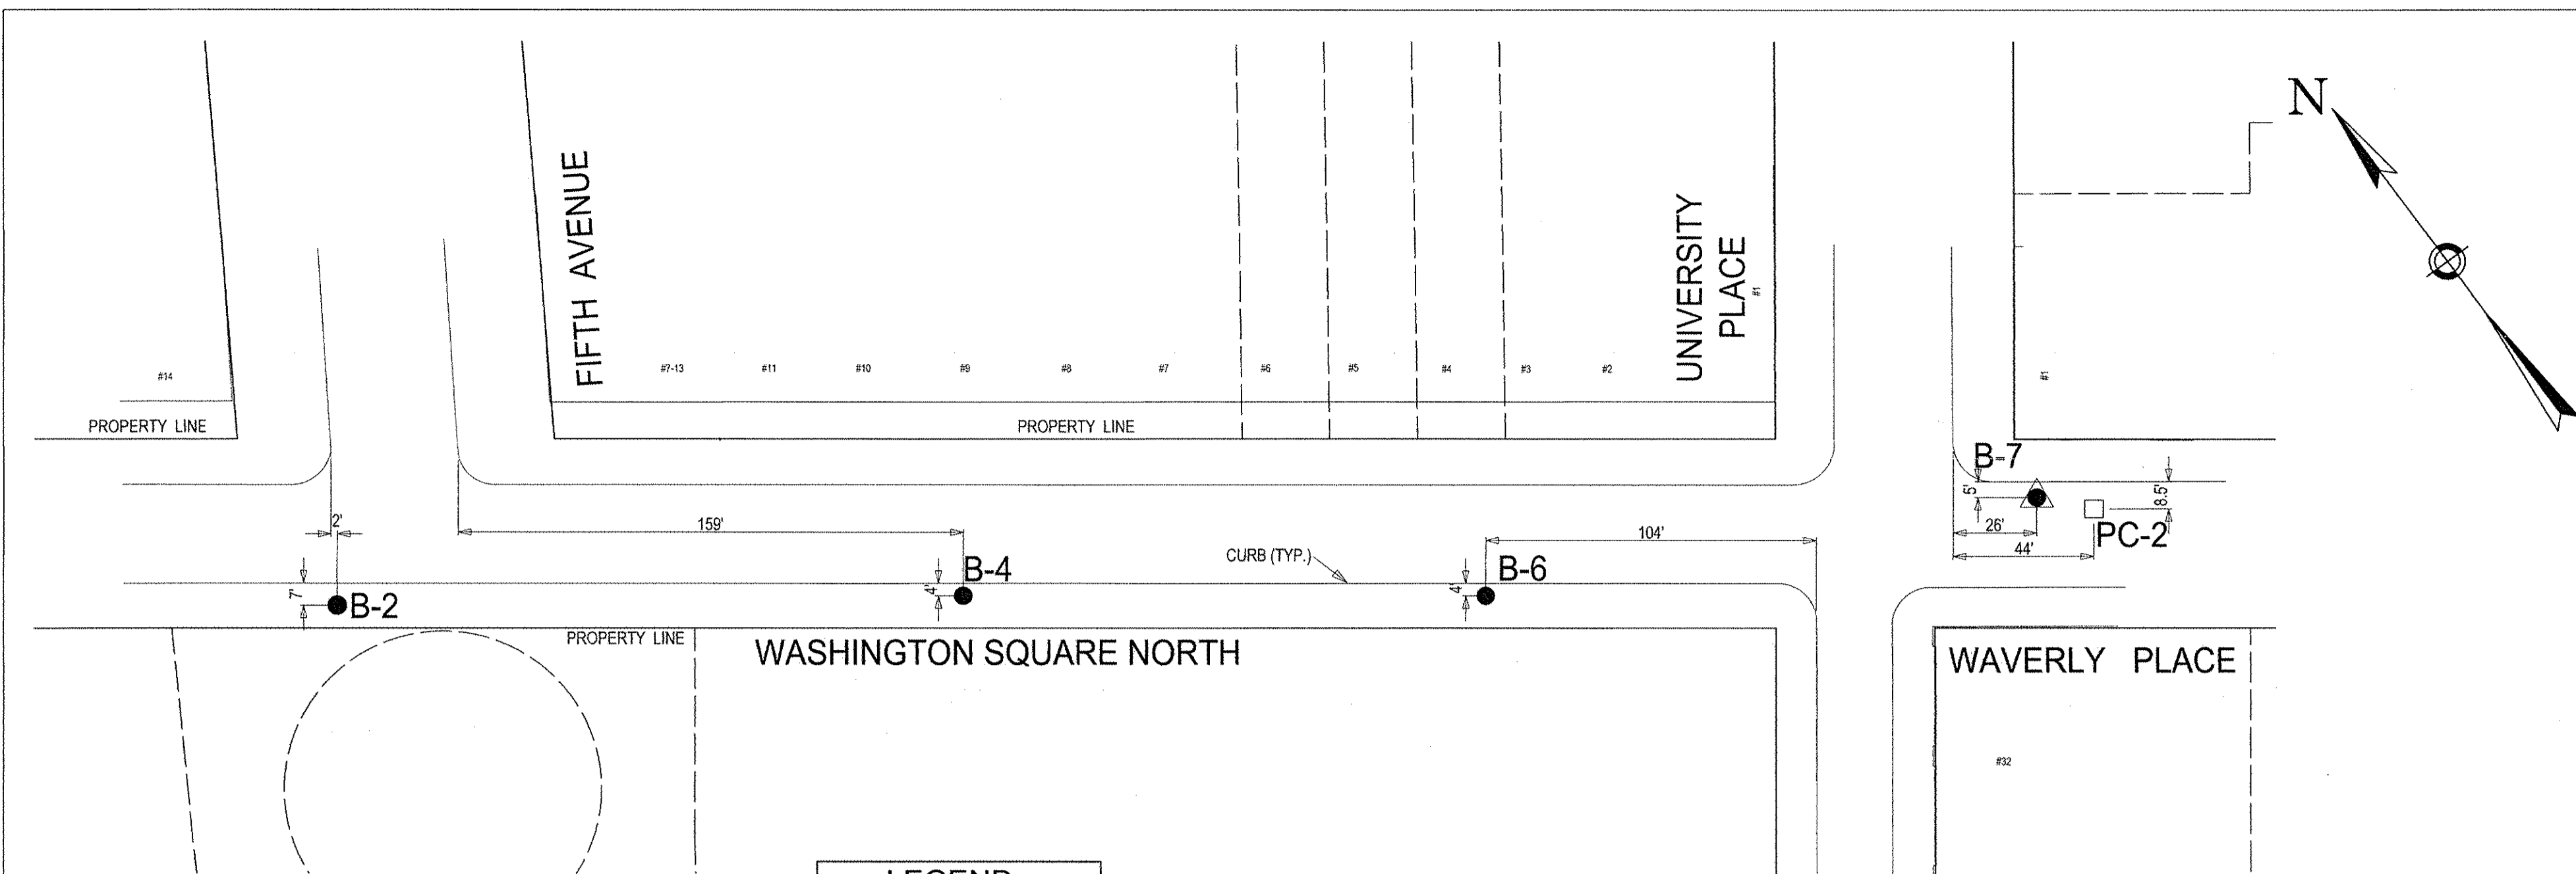 N
FIFTH AVENUE
UNIVERSITY
PLACE
#1
#14
#7-13
#11
#10
#9
#8
#7
#6
#5
#4
#3
#2
#1
PROPERTY LINE
PROPERTY LINE
B-7
5'
8.5'
2'
159'
104'
26'
PC-2
44'
CURB (TYP.)
B-4
B-6
7'
4'
4'
B-2
PROPERTY LINE
WASHINGTON SQUARE NORTH
WAVERLY PLACE
#32
LEGEND